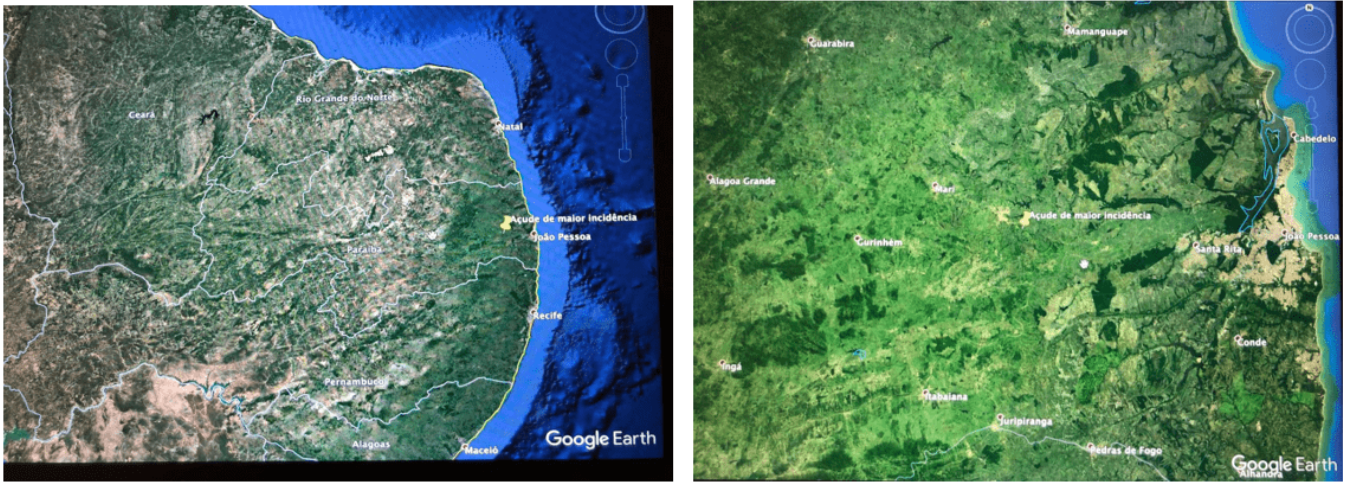 Ceará
Rio Grande do Norte
Natal
Açude de maior incidência
João Pessoa
Paraíba
Recife
Pernambuco
Alagoas
Maceió
Google Earth
N
Mamanguape
Guarabira
Cabedelo
Alagoa Grande
Mari
Açude de maior incidência
Gurinhém
Santa Rita
João Pessoa
Conde
Ingá
Itabaiana
Juripiranga
Pedras de Fogo
Google Earth
Alhandra